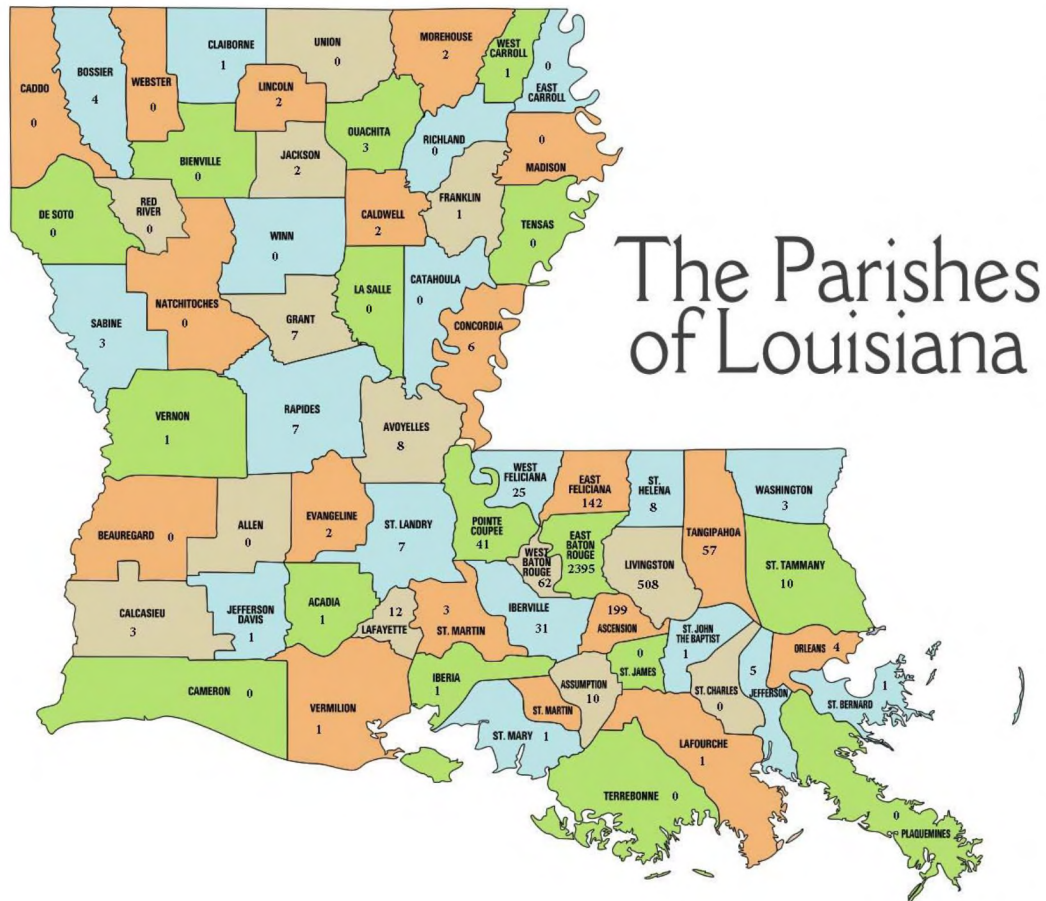 CADDO
0
BOSSIER
4
WEBSTER
0
CLAIBORNE
1
UNION
0
LINCOLN
2
MOREHOUSE
2
WEST
CARROLL
1
0
EAST
CARROLL
BIENVILLE
0
JACKSON
2
OUACHITA
3
RICHLAND
0
0
MADISON
DE SOTO
0
RED
RIVER
0
NATCHITOCHES
0
WINN
0
CALDWELL
2
FRANKLIN
1
TENSAS
0
The Parishes
of Louisiana
SABINE
3
GRANT
7
LA SALLE
0
CATAHOULA
0
CONCORDIA
6
VERNON
1
RAPIDES
7
AVOYELLES
8
BEAUREGARD 0
ALLEN
0
EVANGELINE
2
ST. LANDRY
7
POINTE
COUPEE
41
WEST
FELICIANA
25
EAST
FELICIANA
142
ST.
HELENA
8
TANGIPAHOA
57
WASHINGTON
3
WEST
BATON
ROUGE
62
EAST
BATON
ROUGE
2395
LIVINGSTON
508
ST. TAMMANY
10
CALCASIEU
3
JEFFERSON
DAVIS
1
ACADIA
1
12
LAFAYETTE
3
ST. MARTIN
IBERVILLE
31
199
ASCENSION
ST. JOHN
THE BAPTIST
1
ORLEANS 4
CAMERON 0
VERMILION
1
IBERIA
1
ASSUMPTION
10
0
ST. JAMES
ST. CHARLES
0
5
JEFFERSON
1
ST. BERNARD
ST. MARTIN
ST. MARY 1
LAFOURCHE
1
TERREBONNE 0
0
PLAQUEMINES